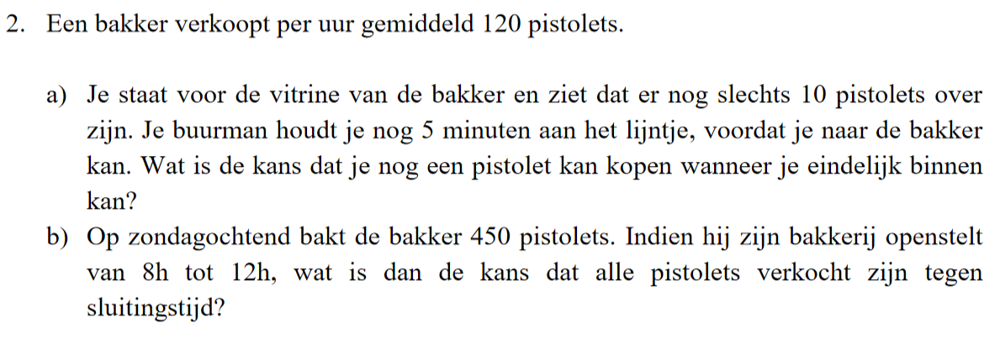 2. Een bakker verkoopt per uur gemiddeld 120 pistolets.
a) Je staat voor de vitrine van de bakker en ziet dat er nog slechts 10 pistolets over
zijn. Je buurman houdt je nog 5 minuten aan het lijntje, voordat je naar de bakker
kan. Wat is de kans dat je nog een pistolet kan kopen wanneer je eindelijk binnen
kan?
b) Op zondagochtend bakt de bakker 450 pistolets. Indien hij zijn bakkerij openstelt
van 8h tot 12h, wat is dan de kans dat alle pistolets verkocht zijn tegen
sluitingstijd?